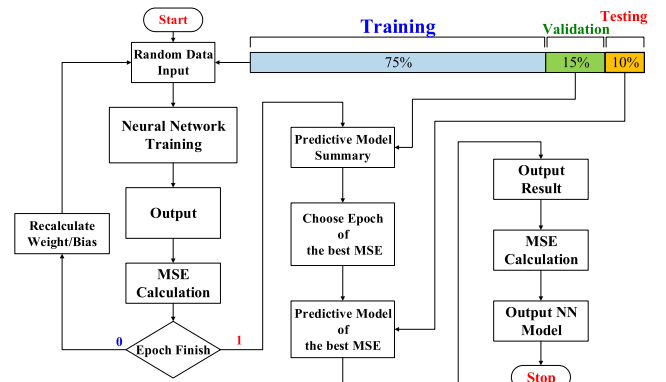 Start
Training
Validation
Testing
75%
15%
10%
Random Data
Input
Neural Network
Training
Output
MSE
Calculation
Epoch Finish
0
1
Recalculate
Weight/Bias
Predictive Model
Summary
Choose Epoch
of
the best MSE
Predictive Model
of
the best MSE
Output
Result
MSE
Calculation
Output NN
Model
Stop